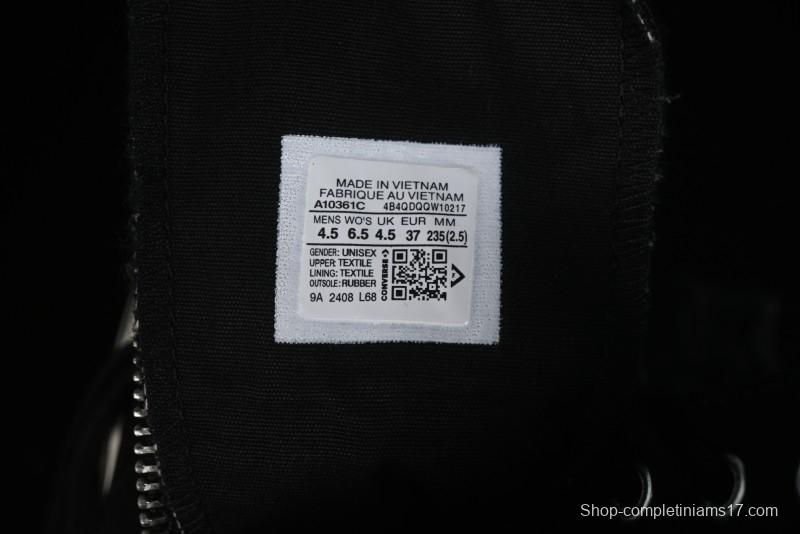 MADE IN VIETNAM
FABRIQUE AU VIETNAM
A10361C 4B4QDQQW10217
MENS WO'S UK EUR MM
4.5 6.5 4.5 37 235(2.5)
GENDER: UNISEX
UPPER: TEXTILE
LINING: TEXTILE
OUTSOLE: RUBBER
CONVERSE
9A 2408 L68
Shop-completiniams17.com